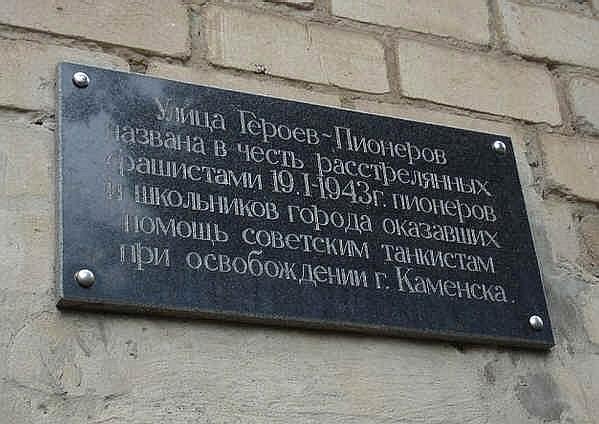 Улица Героев-Пионеров
названа в честь расстрелянных
фашистами 19.I-1943г. пионеров
и школьников города оказавших
помощь советским танкистам
при освобождении г. Каменска.